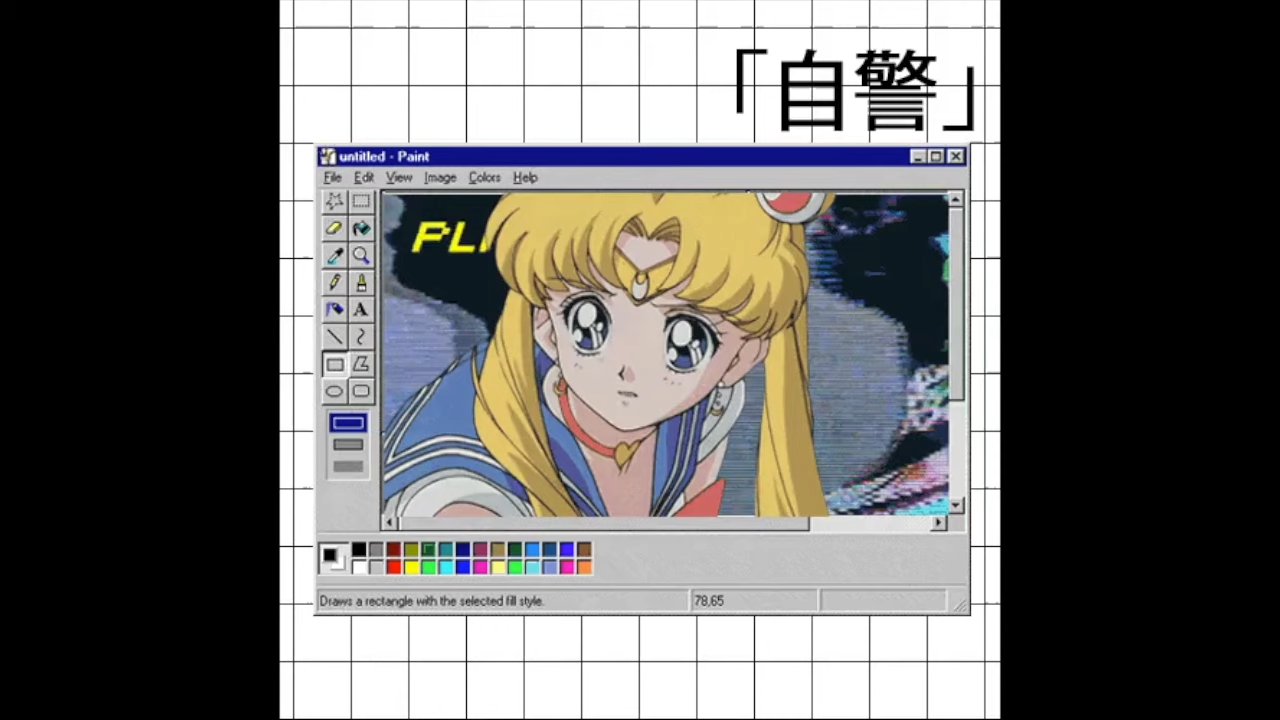 「自警」
untitled - Paint
File Edit View Image Colors Help
PL
A
Draws a rectangle with the selected fill style.
78,65